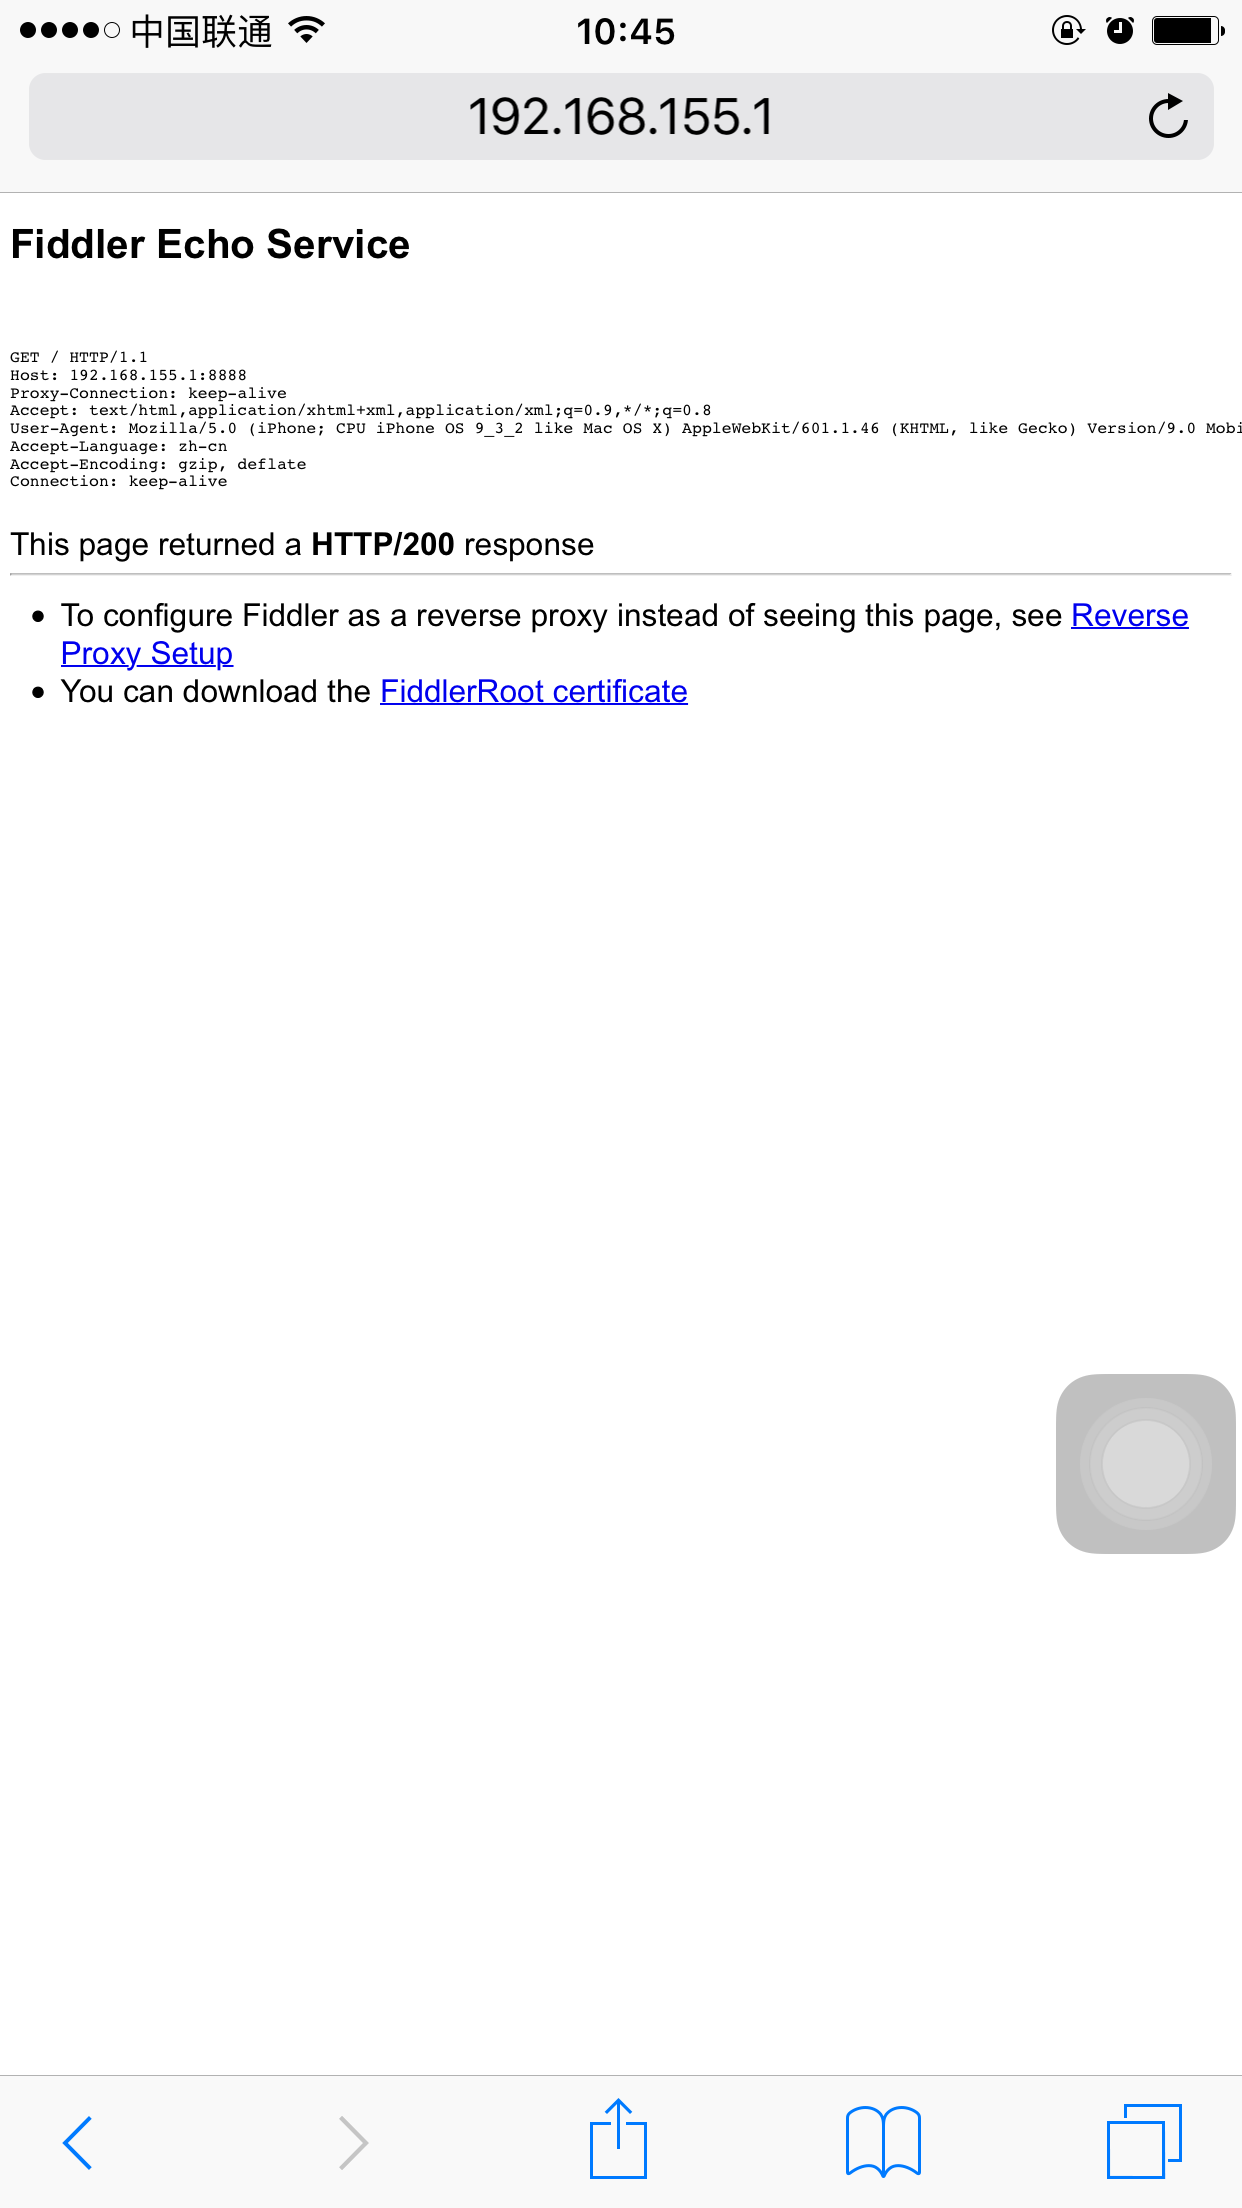 中国联通
10:45
192.168.155.1
Fiddler Echo Service
GET / HTTP/1.1
Host: 192.168.155.1:8888
Proxy-Connection: keep-alive
Accept: text/html,application/xhtml+xml,application/xml;q=0.9,*/*;q=0.8
User-Agent: Mozilla/5.0 (iPhone; CPU iPhone OS 9_3_2 like Mac OS X) AppleWebKit/601.1.46 (KHTML, like Gecko) Version/9.0 Mobi
Accept-Language: zh-cn
Accept-Encoding: gzip, deflate
Connection: keep-alive
This page returned a HTTP/200 response
• To configure Fiddler as a reverse proxy instead of seeing this page, see Reverse
Proxy Setup
• You can download the FiddlerRoot certificate